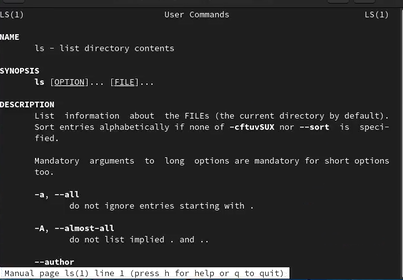 LS(1) User Commands LS(1)
NAME
ls - list directory contents
SYNOPSIS
ls [OPTION]... [FILE]...
DESCRIPTION
List information about the FILEs (the current directory by default).
Sort entries alphabetically if none of -cftuvSUX nor --sort is speci‐
fied.
Mandatory arguments to long options are mandatory for short options
too.
-a, --all
do not ignore entries starting with .
-A, --almost-all
do not list implied . and ..
--author
Manual page ls(1) line 1 (press h for help or q to quit)